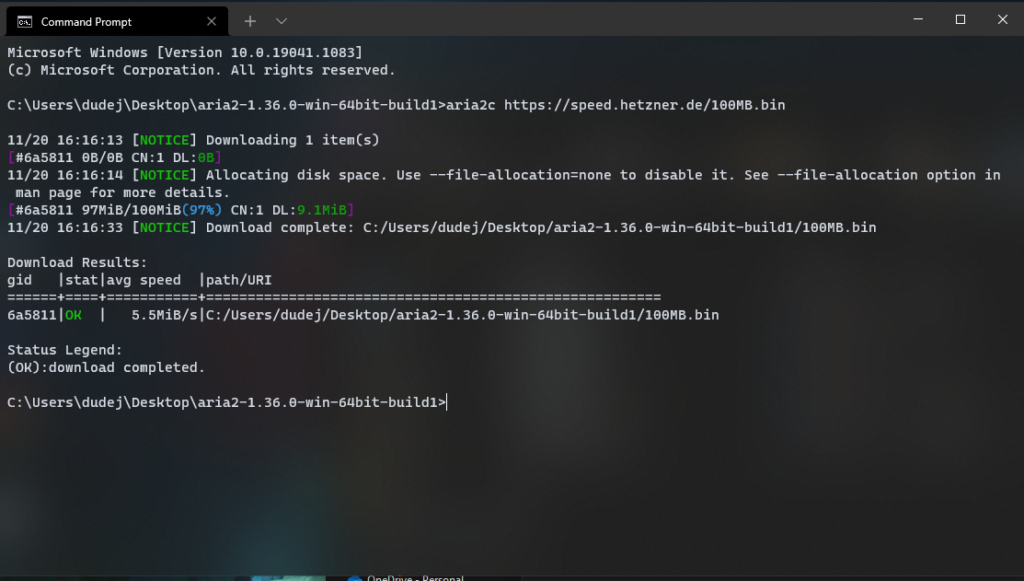 Command Prompt
Microsoft Windows [Version 10.0.19041.1083]
(c) Microsoft Corporation. All rights reserved.
C:\Users\dudej\Desktop\aria2-1.36.0-win-64bit-build1>aria2c https://speed.hetzner.de/100MB.bin
11/20 16:16:13 [NOTICE] Downloading 1 item(s)
[#6a5811 0B/0B CN:1 DL:0B]
11/20 16:16:14 [NOTICE] Allocating disk space. Use --file-allocation=none to disable it. See --file-allocation option in
man page for more details.
[#6a5811 97MiB/100MiB(97%) CN:1 DL:9.1MiB]
11/20 16:16:33 [NOTICE] Download complete: C:/Users/dudej/Desktop/aria2-1.36.0-win-64bit-build1/100MB.bin
Download Results:
gid   |stat|avg speed  |path/URI
======+====+===========+=======================================================
6a5811|OK  |   5.5MiB/s|C:/Users/dudej/Desktop/aria2-1.36.0-win-64bit-build1/100MB.bin
Status Legend:
(OK):download completed.
C:\Users\dudej\Desktop\aria2-1.36.0-win-64bit-build1>
OneDrive - Personal